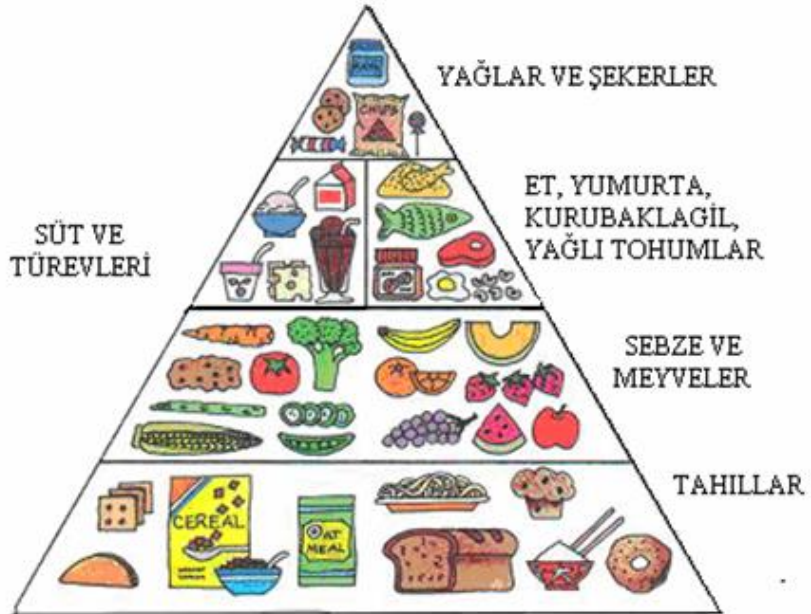 YAĞLAR VE ŞEKERLER
CHIPS
ET, YUMURTA,
KURUBAKLAGİL,
YAĞLI TOHUMLAR
SÜT VE
TÜREVLERİ
SEBZE VE
MEYVELER
TAHILLAR
CEREAL
OAT
MEAL